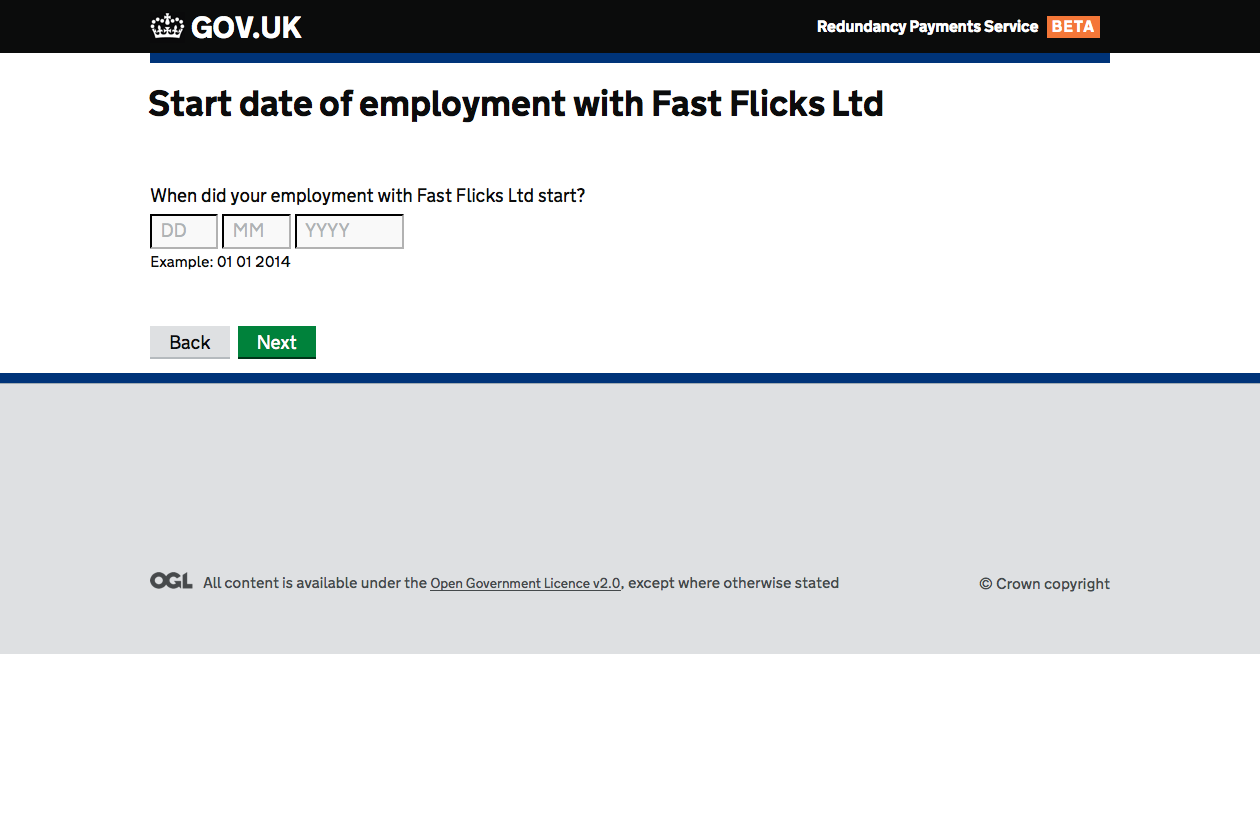 GOV.UK
Redundancy Payments Service BETA
Start date of employment with Fast Flicks Ltd
When did your employment with Fast Flicks Ltd start?
DD MM YYYY
Example: 01 01 2014
Back Next
OGL All content is available under the Open Government Licence v2.0, except where otherwise stated
© Crown copyright